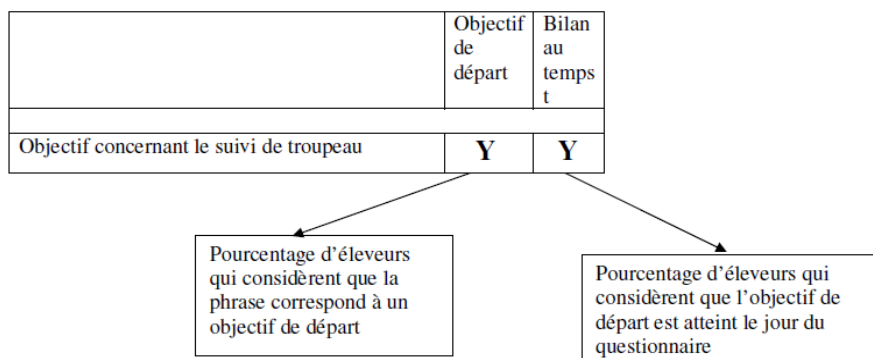 Objectif
de
départ
Bilan
au
temps
t
Objectif concernant le suivi de troupeau Y Y
Pourcentage d’éleveurs
qui considèrent que la
phrase correspond à un
objectif de départ
Pourcentage d’éleveurs qui
considèrent que l’objectif de
départ est atteint le jour du
questionnaire